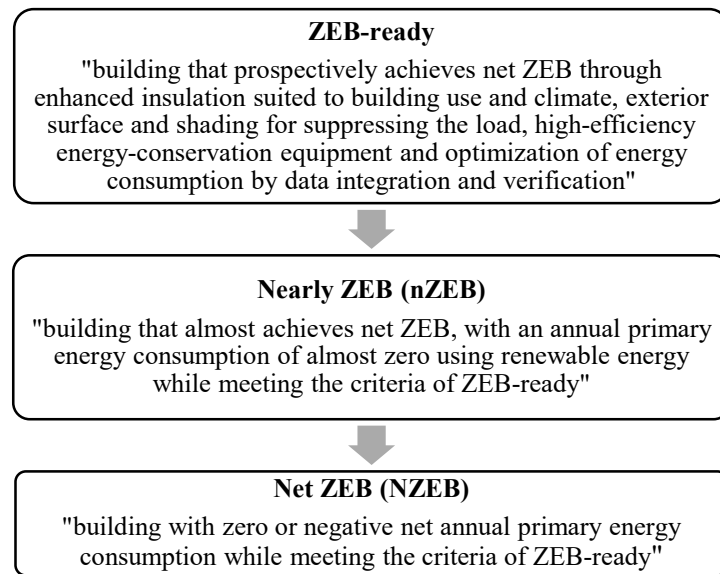 ZEB-ready
"building that prospectively achieves net ZEB through
enhanced insulation suited to building use and climate, exterior
surface and shading for suppressing the load, high-efficiency
energy-conservation equipment and optimization of energy
consumption by data integration and verification"
Nearly ZEB (nZEB)
"building that almost achieves net ZEB, with an annual primary
energy consumption of almost zero using renewable energy
while meeting the criteria of ZEB-ready"
Net ZEB (NZEB)
"building with zero or negative net annual primary energy
consumption while meeting the criteria of ZEB-ready"